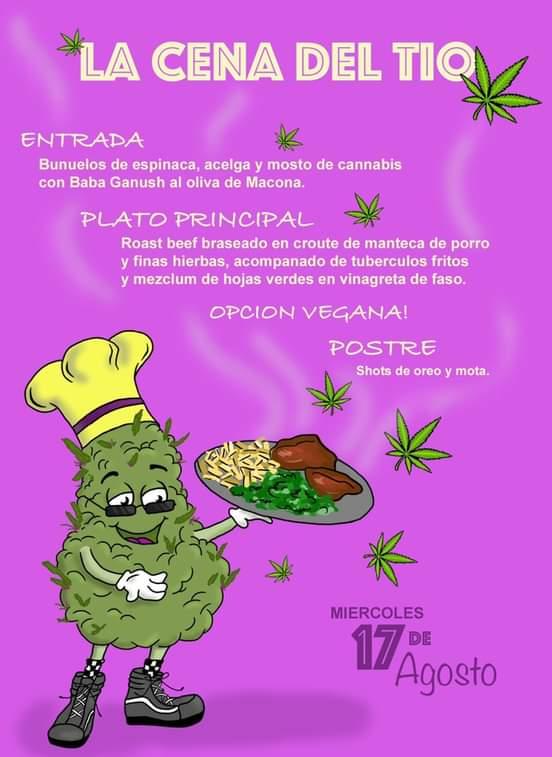 LA CENA DEL TIO
ENTRADA
Bunuelos de espinaca, acelga y mosto de cannabis
con Baba Ganush al oliva de Macona.
PLATO PRINCIPAL
Roast beef braseado en croute de manteca de porro
y finas hierbas, acompanado de tuberculos fritos
y mezclum de hojas verdes en vinagreta de faso.
OPCION VEGANA!
POSTRE
Shots de oreo y mota.
MIERCOLES
17 DE
Agosto